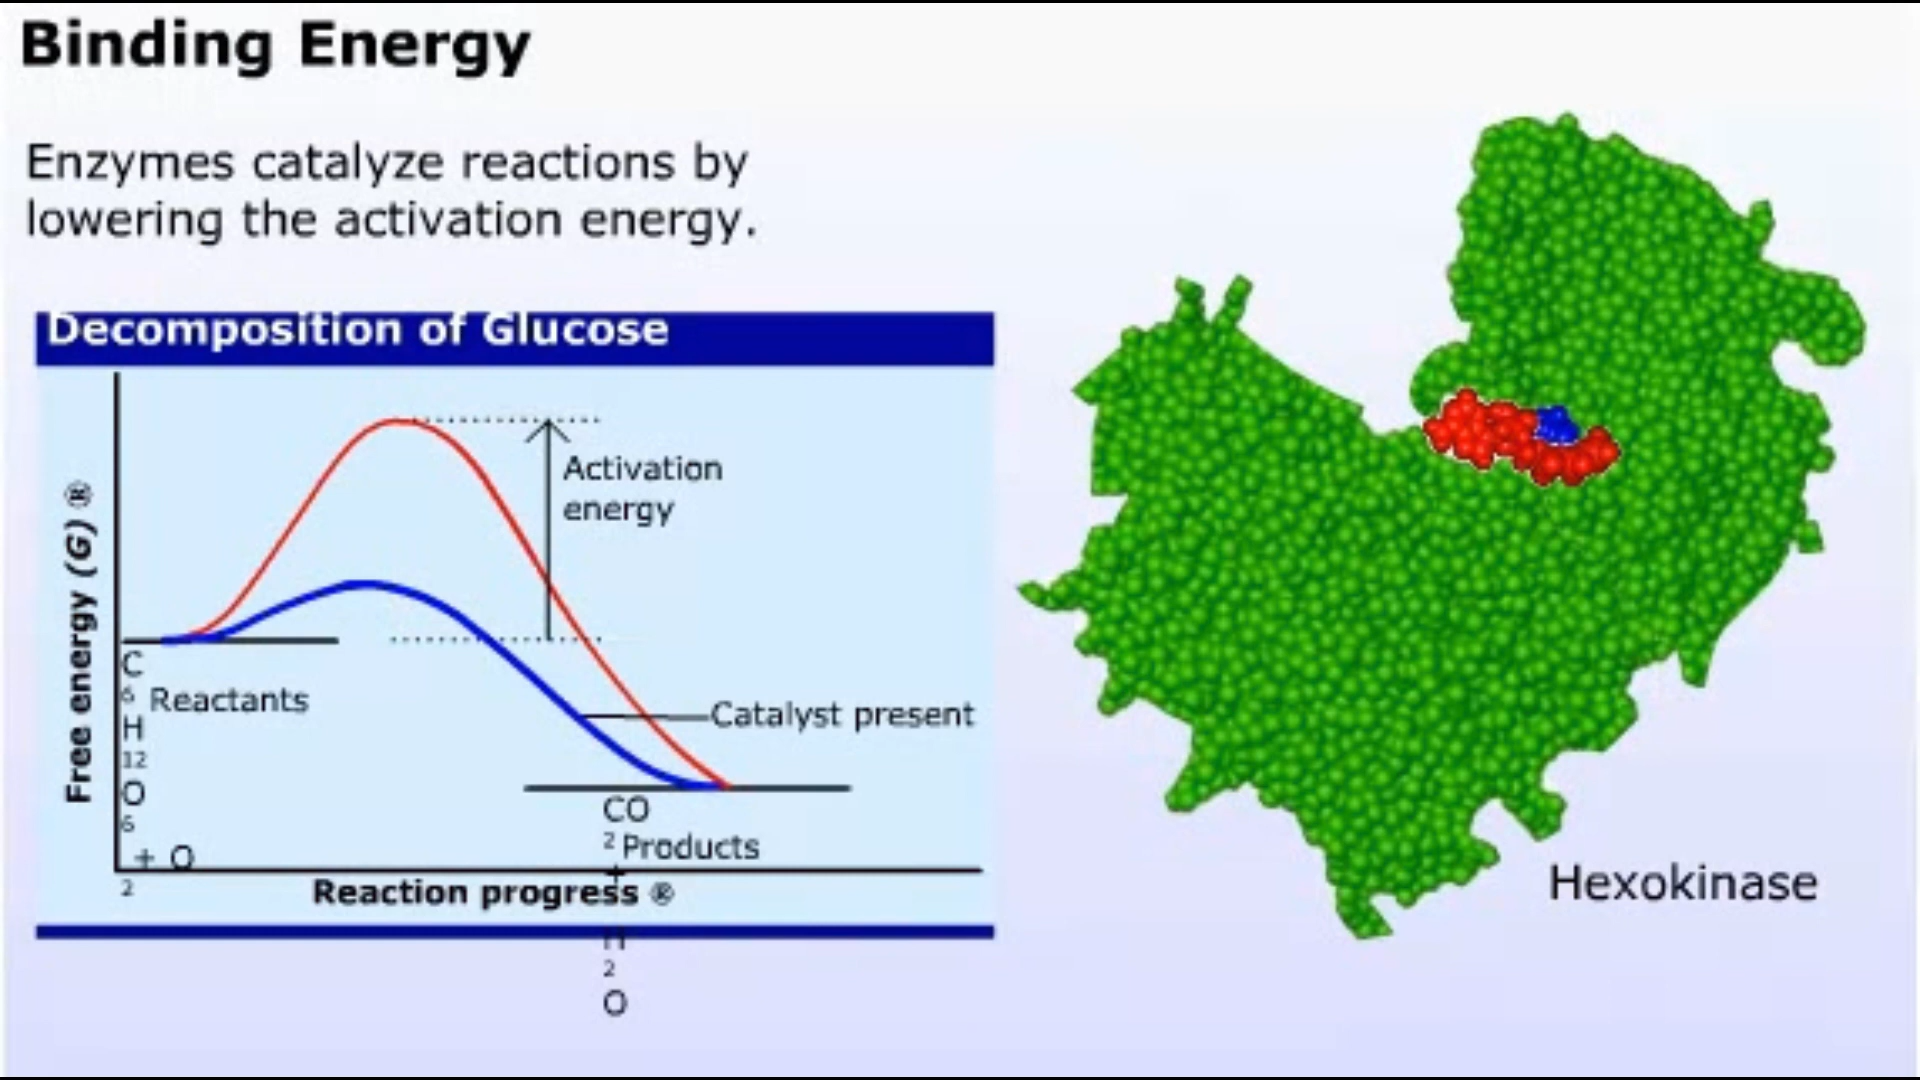 Binding Energy
Enzymes catalyze reactions by
lowering the activation energy.
Decomposition of Glucose
Activation
energy
Free energy (G) ®
C
6
H
12
O
6
+ O
2
Reactants
Catalyst present
CO
2
Products
+
H
2
O
Reaction progress ®
Hexokinase